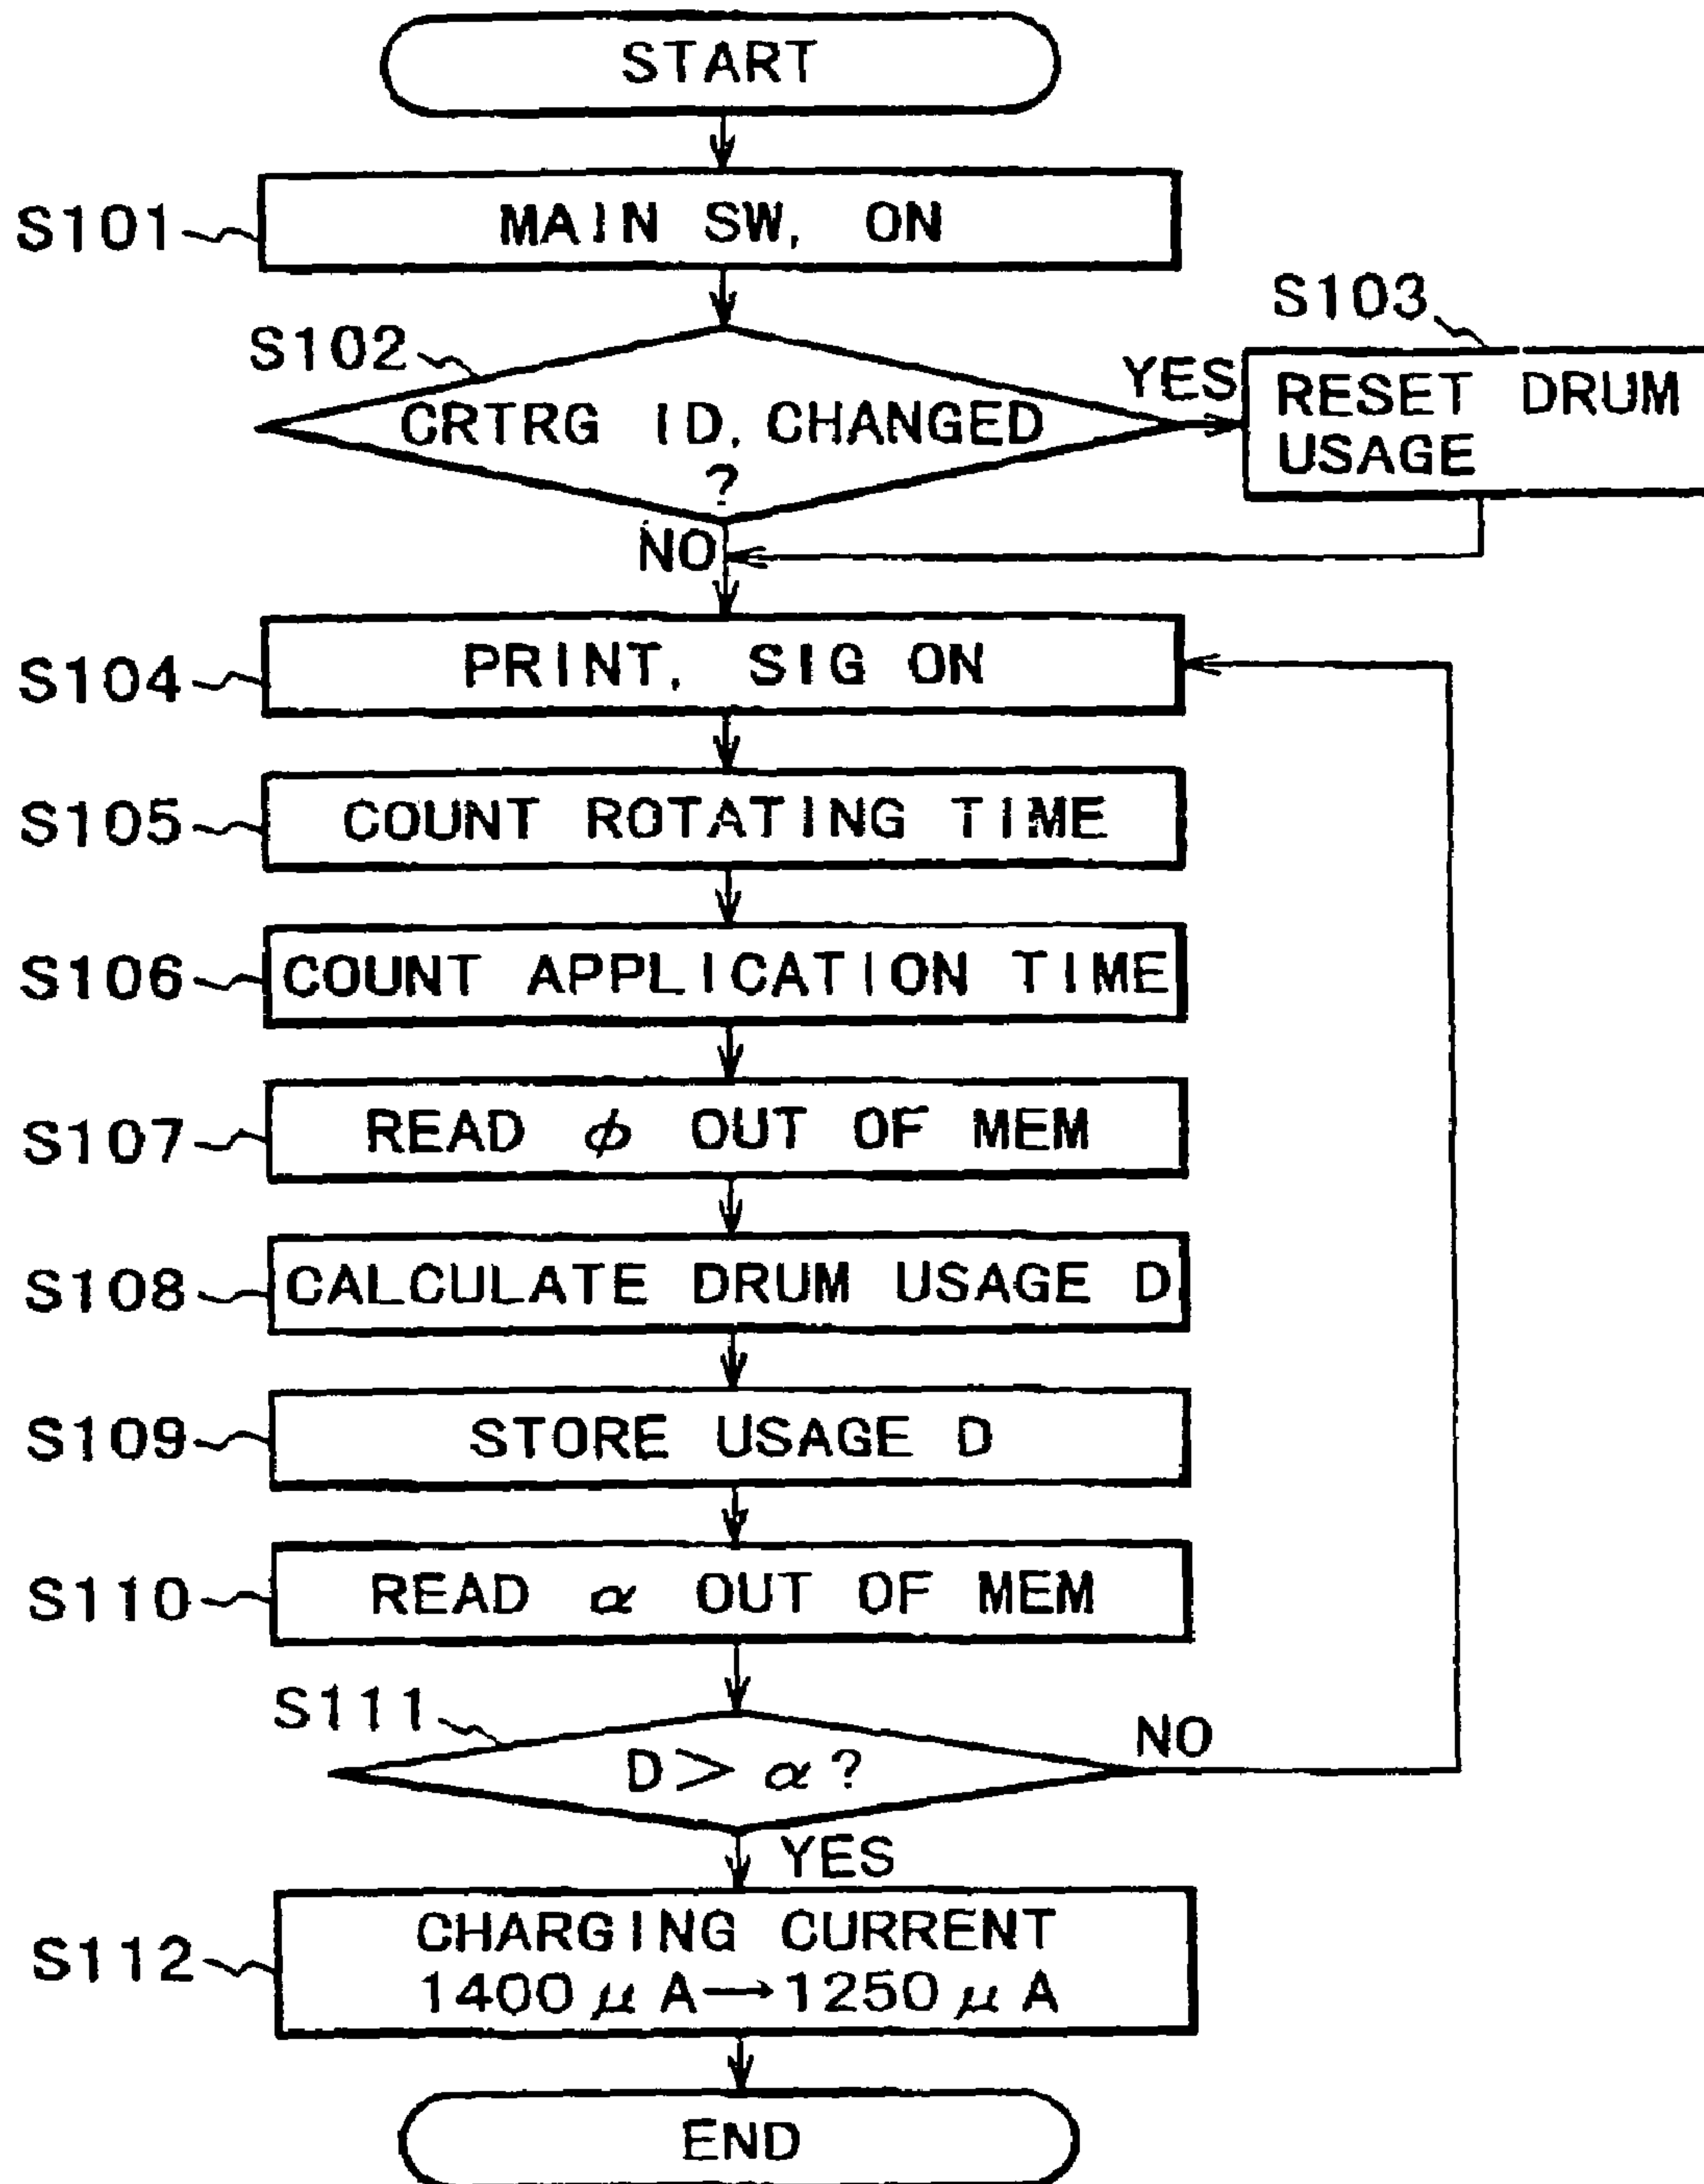 START
S101
MAIN SW. ON
S102
CRTRG ID. CHANGED
?
YES
S103
RESET DRUM
USAGE
NO
S104
PRINT. SIG ON
S105
COUNT ROTATING TIME
S106
COUNT APPLICATION TIME
S107
READ ϕ OUT OF MEM
S108
CALCULATE DRUM USAGE D
S109
STORE USAGE D
S110
READ α OUT OF MEM
S111
D > α ?
NO
YES
S112
CHARGING CURRENT
1400 μ A → 1250 μ A
END